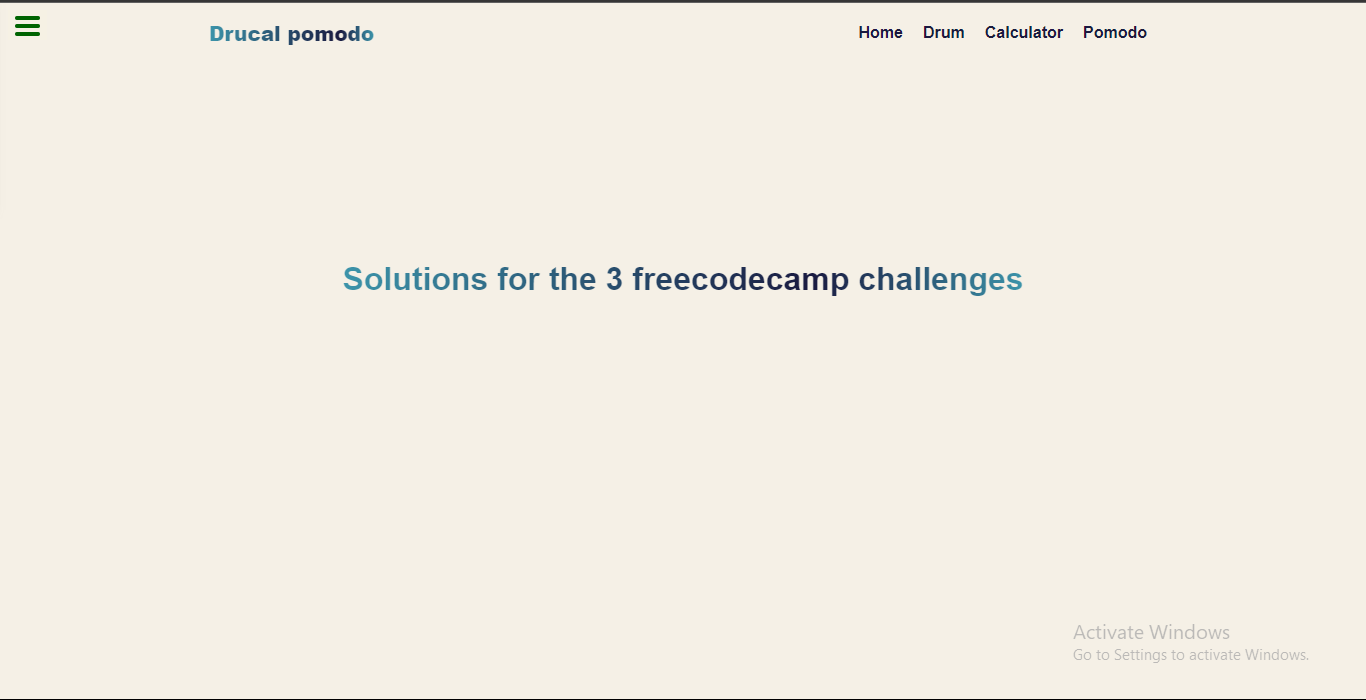 Drucal pomodo
Home Drum Calculator Pomodo
Solutions for the 3 freecodecamp challenges
Activate Windows
Go to Settings to activate Windows.